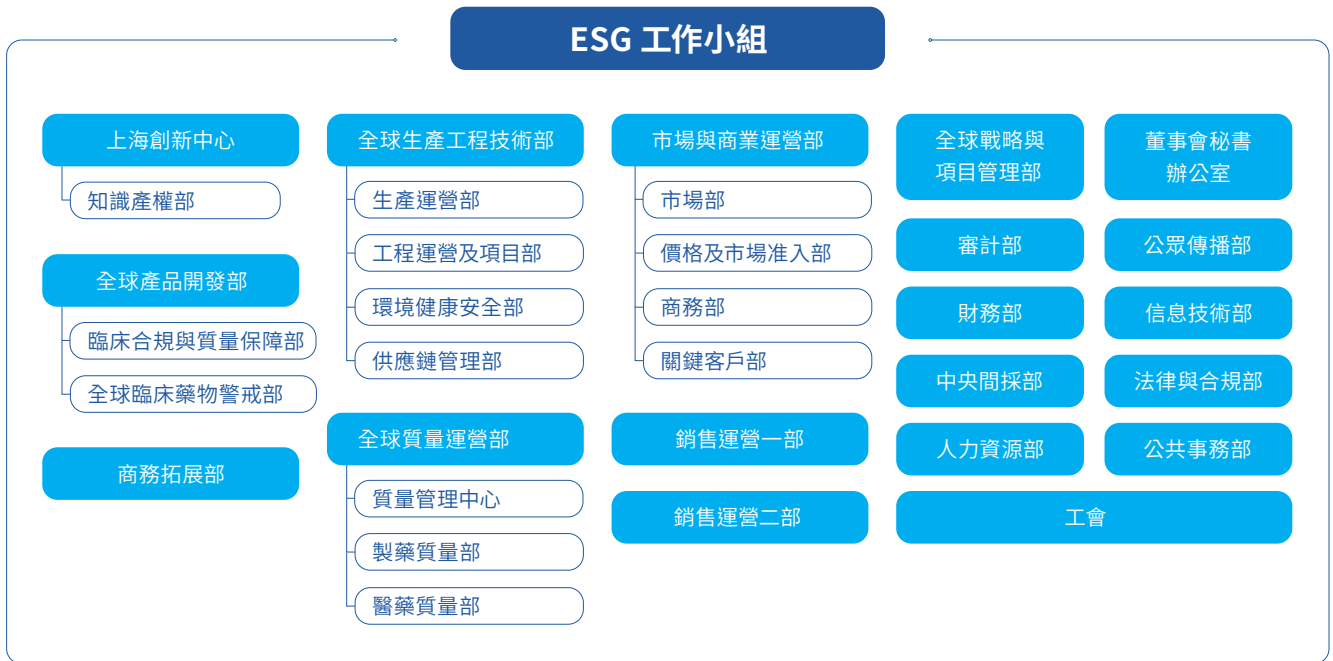 ESG 工作小組
上海創新中心
知識產權部
全球產品開發部
臨床合規與質量保障部
全球臨床藥物警戒部
商務拓展部
全球生產工程技術部
生產運營部
工程運營及項目部
環境健康安全部
供應鏈管理部
全球質量運營部
質量管理中心
製藥質量部
醫藥質量部
市場與商業運營部
市場部
價格及市場准入部
商務部
關鍵客戶部
銷售運營一部
銷售運營二部
全球戰略與
項目管理部
董事會秘書
辦公室
審計部
公眾傳播部
財務部
信息技術部
中央間採部
法律與合規部
人力資源部
公共事務部
工會